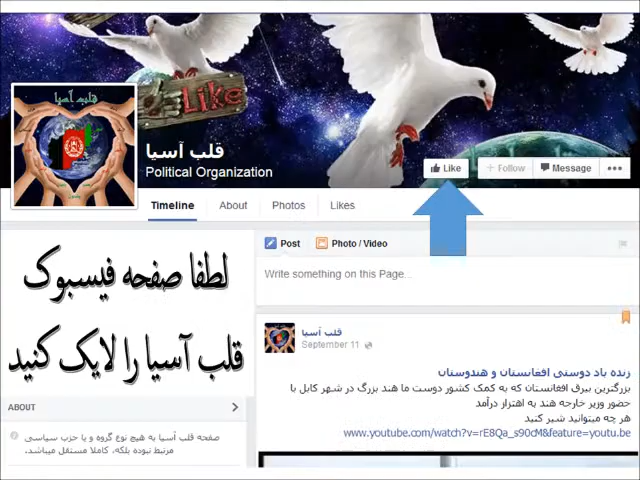 Like
قلب آسیا
قلب آسیا
Political Organization
Like
Follow
Message
Timeline
About
Photos
Likes
لطفا صفحه فیسبوک
قلب آسیا را لایک کنید
ABOUT
صفحه قلب آسیا به هیچ نوع گروه و یا حزب سیاسی
مرتبط نبوده بلکه، کاملا مستقل میباشد.
Post
Photo / Video
Write something on this Page...
قلب آسیا
September 11
زنده باد دوستی افغانستان و هندوستان
بزرگترین بیرق افغانستان که به کمک کشور دوست ما هند بزرگ در شهر کابل با
حضور وزیر خارجه هند به اهتزاز درآمد
هر چه میتوانید شیر کنید
www.youtube.com/watch?v=rE8Qa_s90cM&feature=youtu.be